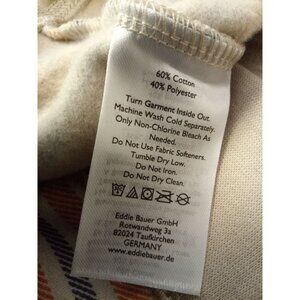 60% Cotton
40% Polyester
Turn Garment Inside Out.
Machine Wash Cold Separately.
Only Non-Chlorine Bleach As
Needed.
Do Not Use Fabric Softeners.
Tumble Dry Low.
Do Not Iron.
Do Not Dry Clean.
Eddie Bauer GmbH
Rotwandweg 3a
82024 Taufkirchen
GERMANY
www.eddiebauer.de